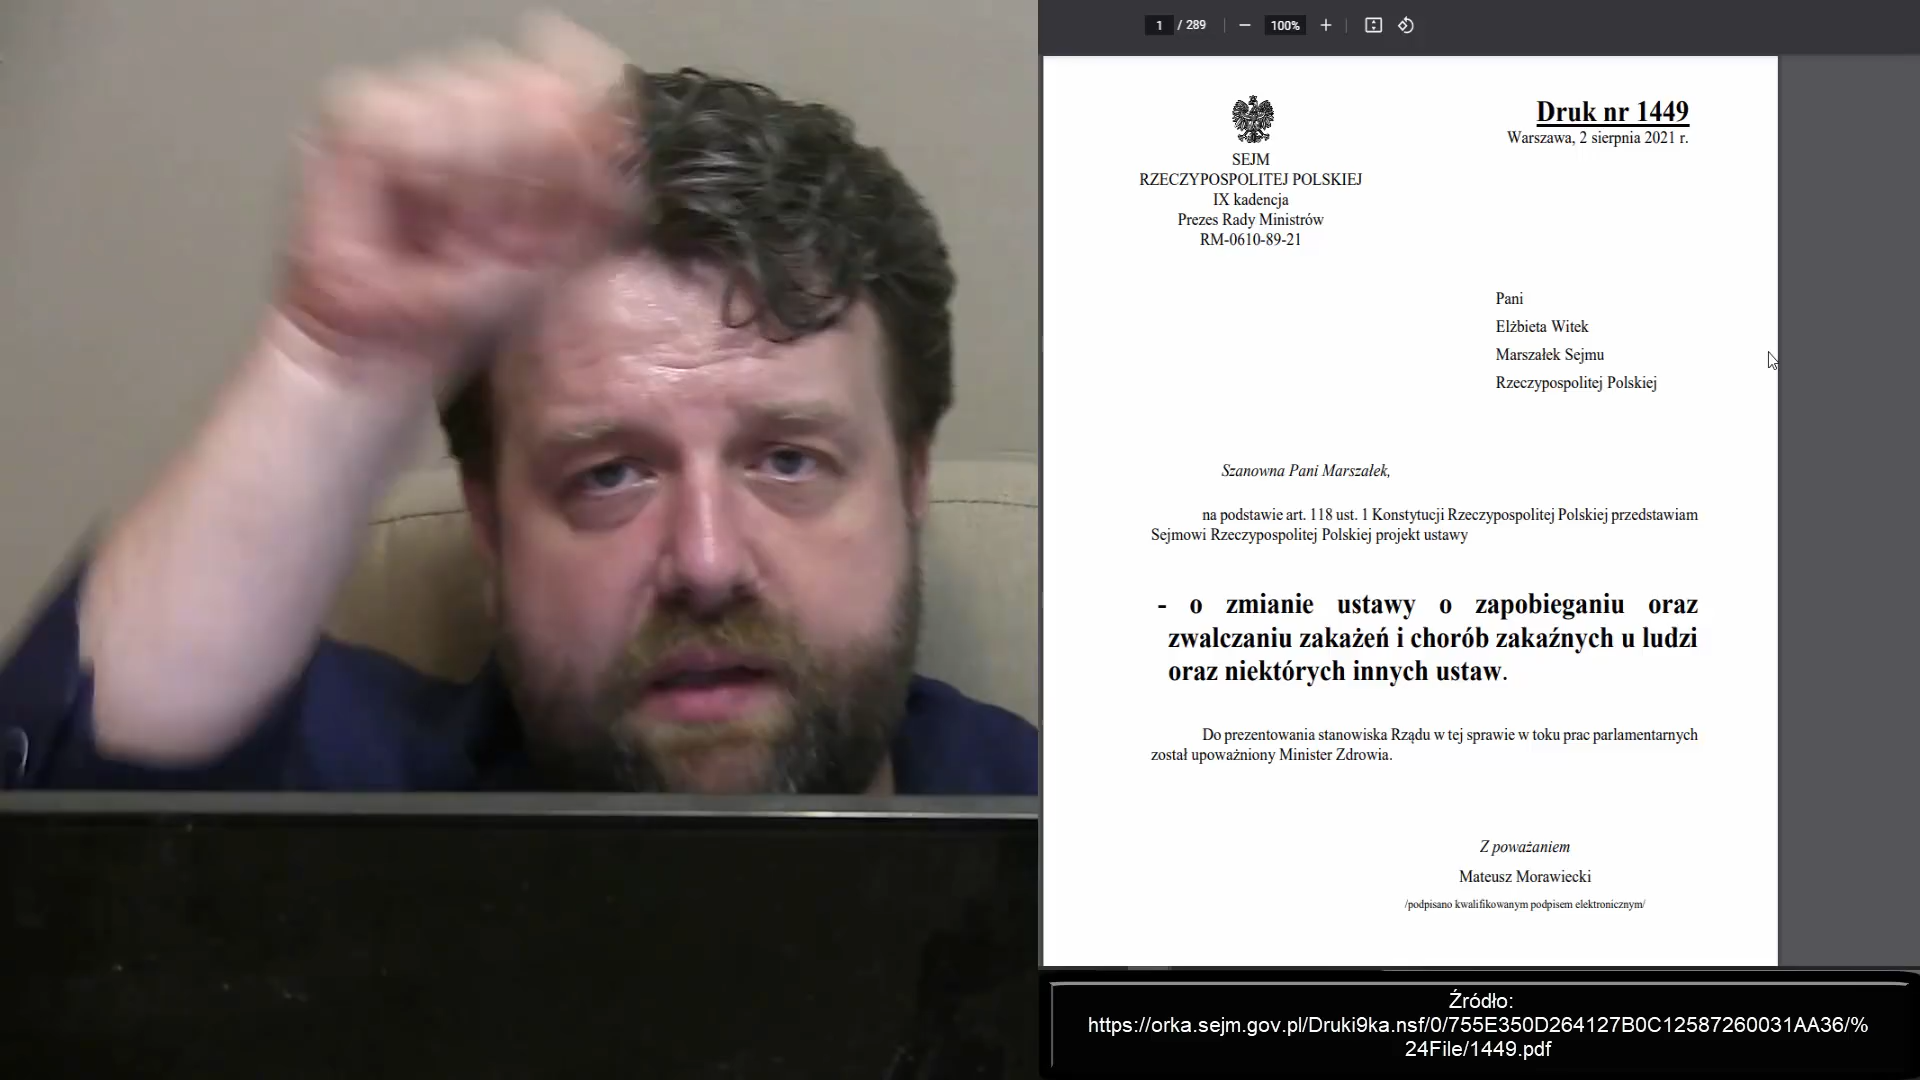 1 / 289
100%
Druk nr 1449
Warszawa, 2 sierpnia 2021 r.
SEJM
RZECZYPOSPOLITEJ POLSKIEJ
IX kadencja
Prezes Rady Ministrów
RM-0610-89-21
Pani
Elżbieta Witek
Marszałek Sejmu
Rzeczypospolitej Polskiej
Szanowna Pani Marszałek,
na podstawie art. 118 ust. 1 Konstytucji Rzeczypospolitej Polskiej przedstawiam
Sejmowi Rzeczypospolitej Polskiej projekt ustawy
- o zmianie ustawy o zapobieganiu oraz
zwalczaniu zakażeń i chorób zakaźnych u ludzi
oraz niektórych innych ustaw.
Do prezentowania stanowiska Rządu w tej sprawie w toku prac parlamentarnych
został upoważniony Minister Zdrowia.
Z poważaniem
Mateusz Morawiecki
/podpisano kwalifikowanym podpisem elektronicznym/
Źródło:
https://orka.sejm.gov.pl/Druki9ka.nsf/0/755E350D264127B0C12587260031AA36/%
24File/1449.pdf